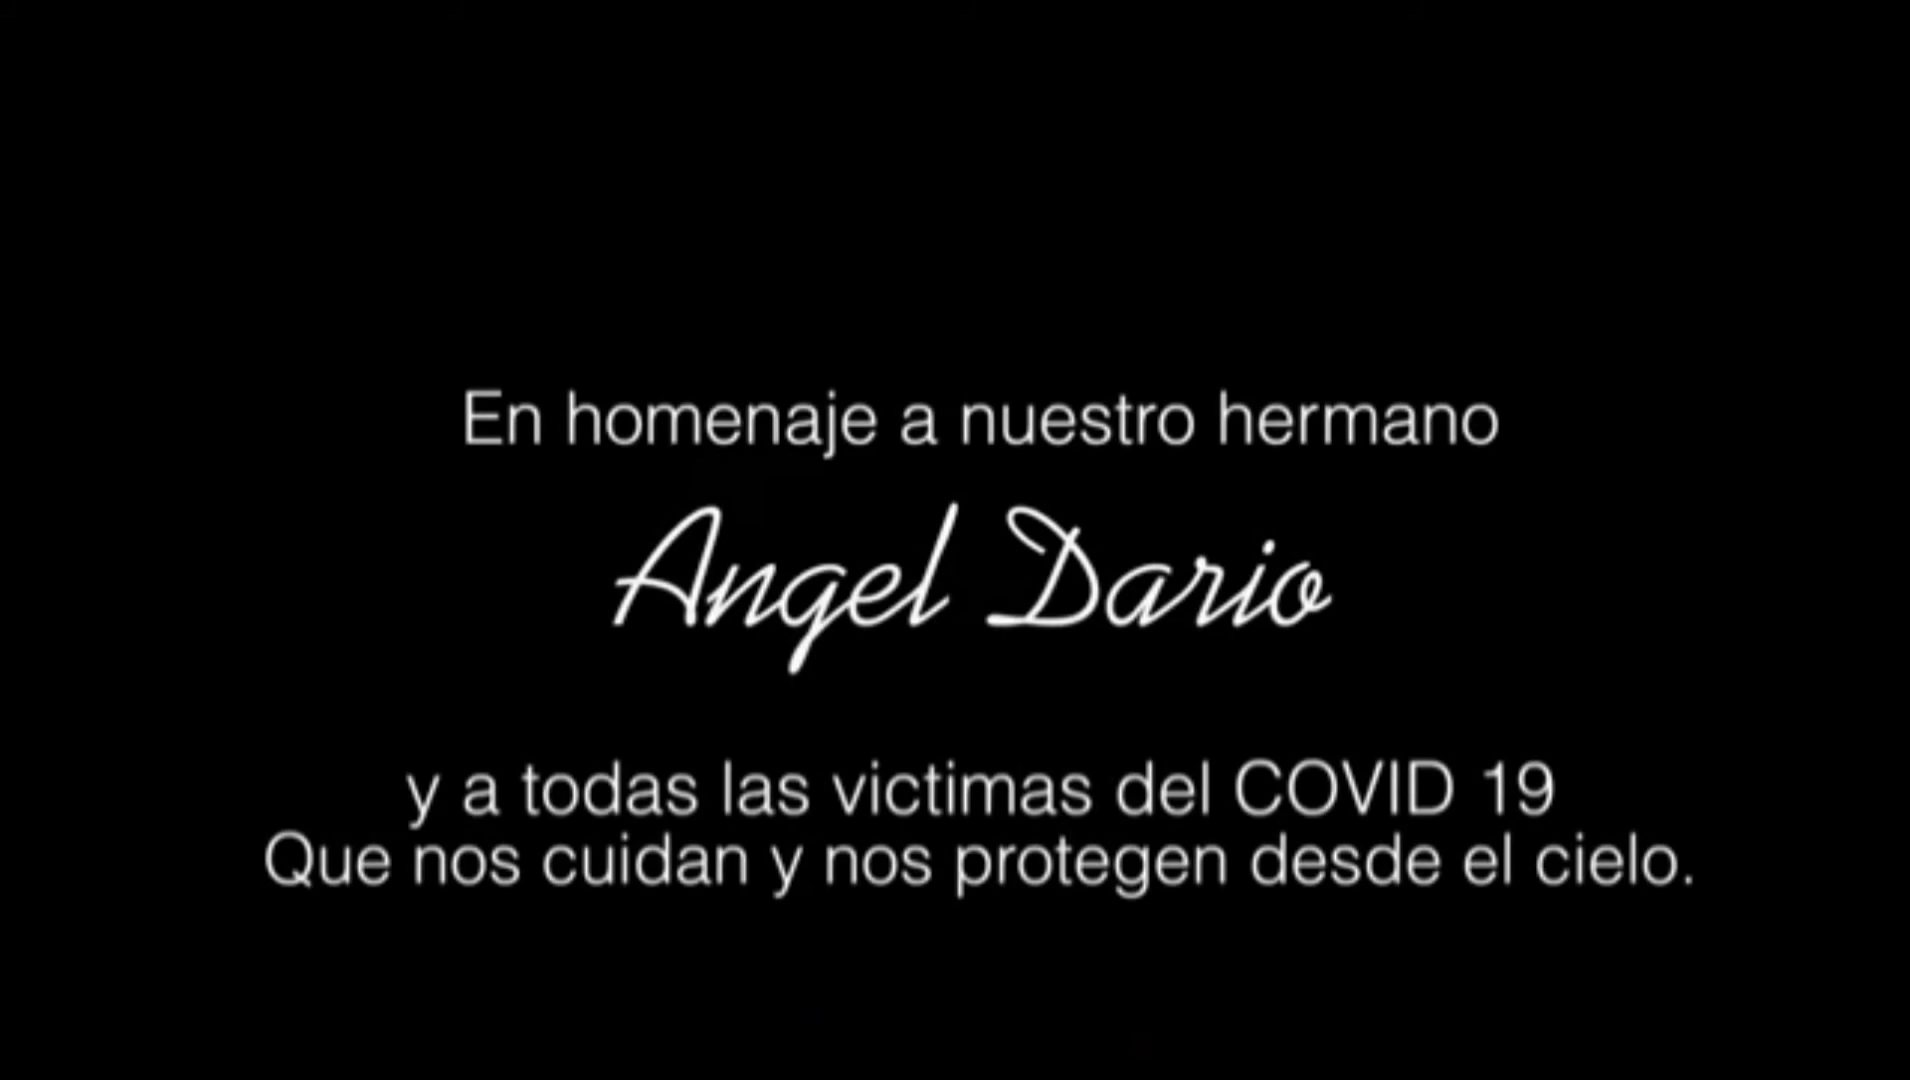 En homenaje a nuestro hermano
Angel Dario
y a todas las victimas del COVID 19
Que nos cuidan y nos protegen desde el cielo.